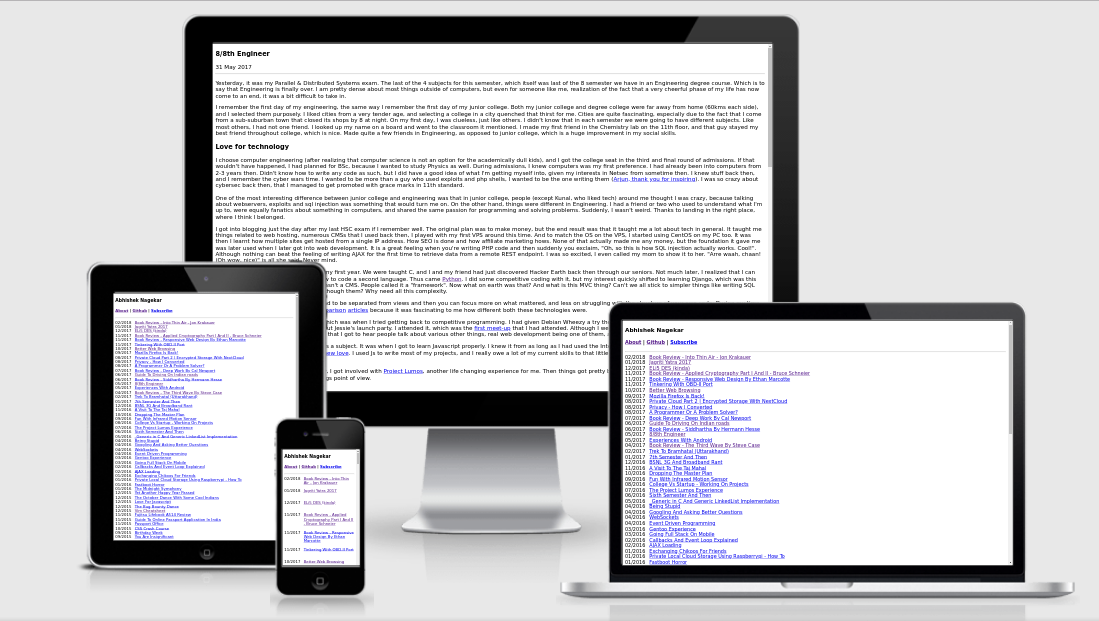 8/8th Engineer
31 May 2017
Yesterday, it was my Parallel & Distributed Systems exam. The last of the 4 subjects for this semester, which itself was last of the 8 semester we have in an Engineering degree course. Which is to
say that Engineering is finally over. I am pretty dense about most things outside of computers, but even for someone like me, realization of the fact that a very cheerful phase of my life has now
come to an end, it was a bit difficult to take in.
I remember the first day of my engineering, the same way I remember the first day of my junior college. Both my junior college and degree college were far away from home (60kms each side),
and I selected them purposely. I liked cities from a very tender age, and selecting a college in a city quenched that thirst for me. Cities are quite fascinating, especially due to the fact that I come
from a sub-suburban town that closed its shops by 8 at night. On my first day, I was clueless, just like others. I didn't know that in each semester we were going to have different subjects. Like
most others, I had not one friend. I looked up my name on a board and went to the classroom it mentioned. I made my first friend in the Chemistry lab on the 11th floor, and that guy stayed my
best friend throughout college, which is nice. Made quite a few friends in Engineering, as opposed to junior college, which is a huge improvement in my social skills.
Love for technology
I choose computer engineering (after realizing that computer science is not an option for the academically dull kids), and I got the college seat in the third and final round of admissions. If that
wouldn't have happened, I had planned for BSc, because I wanted to study Physics as well. During admissions, I knew computers was my first preference. I had already been into computers from
2-3 years then. Didn't know how to write any code as such, but I did have a good idea of what I'm getting myself into, given my interests in Netsec from sometime then. I knew stuff back then,
and I remember the cyber wars time. I wanted to be more than a guy who used exploits and php shells, I wanted to be the one writing them (Arjun, thank you for inspiring). I was so crazy about
cybersec back then, that I managed to get promoted with grace marks in 11th standard.
One of the most interesting difference between junior college and engineering was that in junior college, people (except Kunal, who liked tech) around me thought I was crazy, because talking
about webservers, exploits and sql injection was something that would turn me on. On the other hand, things were different in Engineering. I had a friend or two who used to understand what I'm
up to, were equally fanatics about something in computers, and shared the same passion for programming and solving problems. Suddenly, I wasn't weird. Thanks to landing in the right place,
where I think I belonged.
I got into blogging just the day after my last HSC exam if I remember well. The original plan was to make money, but the end result was that it taught me a lot about tech in general. It taught me
things related to web hosting, numerous CMSs that I used back then, I played with my first VPS around this time. And to match the OS on the VPS, I started using CentOS on my PC too. It was
then I learnt how multiple sites get hosted from a single IP address. How SEO is done and how affiliate marketing hoes. None of that actually made me any money, but the foundation it gave me
was later used when I later got into web development. It is a great feeling when you're writing PHP code and then suddenly you exclaim, "Oh, so this is how SQL injection actually works. Cool!".
Although nothing can beat the feeling of writing AJAX for the first time to retrieve data from a remote REST endpoint. I was so excited, I even called my mom to show it to her. "Arre waah, chaan!
(Oh wow, nice)" is all she said. Never mind.
my first year. We were taught C, and I and my friend had just discovered Hacker Earth back then through our seniors. Not much later, I realized that I can
to code a second language. Thus came Python. I did some competitive coding with it, but my interest quickly shifted to learning Django, which was this
n't a CMS. People called it a "framework". Now what on earth was that? And what is this MVC thing? Can't we all stick to simpler things like writing SQL
hough them? Why need all this complexity.
d to be separated from views and then you can focus more on what mattered, and less on struggling
arison articles because it was fascinating to me how different both these technologies were.
which was when I tried getting back to competitive programming. I had given Debian Wheezy a try
ut Jessie's launch party. I attended it, which was the first meet-up that I had attended. Although I
that I got to hear people talk about various other things, real web development being one of them,
s a subject. It was when I got to learn Javascript properly. I knew it from as long as I had used the
new love. I used Js to write most of my projects, and I really owe a lot of my current skills to that
I got involved with Project Lumos, another life changing experience for me. Then things got pretty
gs point of view.
Abhishek Nagekar
About | Github | Subscribe
02/2018 Book Review - Into Thin Air - Jon Krakauer
01/2018 Jagriti Yatra 2017
12/2017 ELI5 DES (kinda)
11/2017 Book Review - Applied Cryptography Part I And II - Bruce Schneier
11/2017 Book Review - Responsive Web Design By Ethan Marcotte
11/2017 Tinkering With OBD-II Port
10/2017 Better Web Browsing
09/2017 Mozilla Firefox Is Back!
08/2017 Private Cloud Part 2 | Encrypted Storage With NextCloud
08/2017 Privacy - How I Converted
08/2017 A Programmer Or A Problem Solver?
07/2017 Book Review - Deep Work By Cal Newport
06/2017 Guide To Driving On Indian roads
06/2017 Book Review - Siddhartha By Hermann Hesse
05/2017 8/8th Engineer
05/2017 Experiences With Android
04/2017 Book Review - The Third Wave By Steve Case
02/2017 Trek To Bramhatal (Uttarakhand)
01/2017 7th Semester And Then
12/2016 BSNL 3G And Broadband Rant
11/2016 A Visit To The Taj Mahal
10/2016 Dropping The Master Plan
09/2016 Fun With Infrared Motion Sensor
08/2016 College Vs Startup - Working On Projects
07/2016 The Project Lumos Experience
06/2016 Sixth Semester And Then
05/2016 _Generic In C And Generic LinkedList Implementation
04/2016 Being Stupid
04/2016 Googling And Asking Better Questions
04/2016 WebSockets
04/2016 Event Driven Programming
03/2016 Gentoo Experience
03/2016 Going Full Stack On Mobile
02/2016 Callbacks And Event Loop Explained
02/2016 AJAX Loading
01/2016 Exchanging Chikoos For Friends
01/2016 Private Local Cloud Storage Using Raspberrypi - How To
01/2016 Fastboot Horror
Abhishek Nagekar
About | Github | Subscribe
02/2018 Book Review - Into Thin Air - Jon Krakauer
01/2018 Jagriti Yatra 2017
12/2017 ELI5 DES (kinda)
11/2017 Book Review - Applied Cryptography Part I And II - Bruce Schneier
11/2017 Book Review - Responsive Web Design By Ethan Marcotte
11/2017 Tinkering With OBD-II Port
10/2017 Better Web Browsing